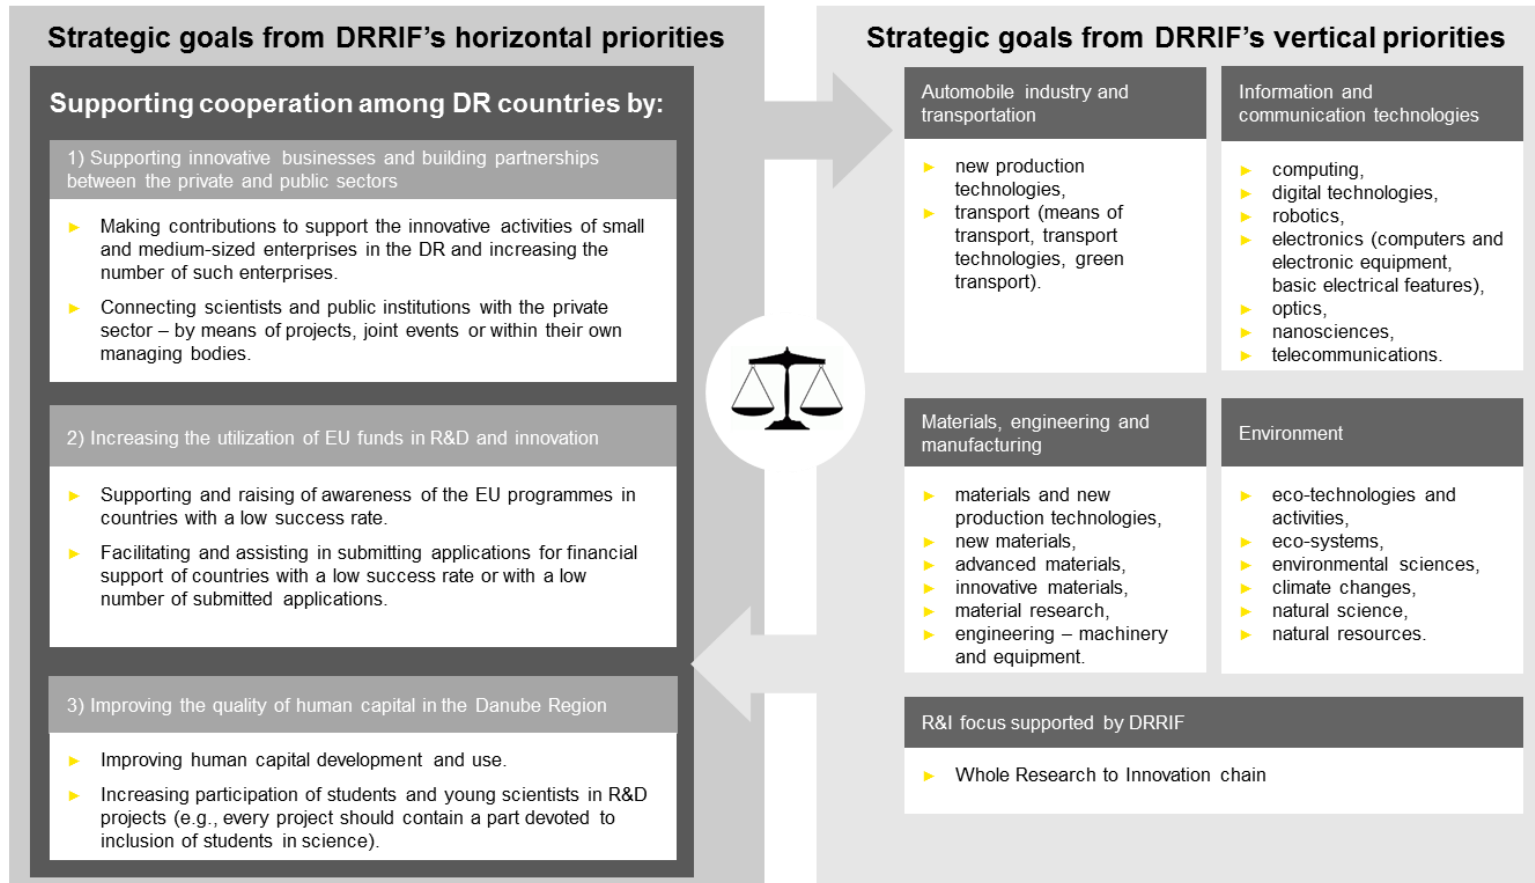 Strategic goals from DRRIF's horizontal priorities
Supporting cooperation among DR countries by:
1) Supporting innovative businesses and building partnerships
between the private and public sectors
► Making contributions to support the innovative activities of small
and medium-sized enterprises in the DR and increasing the
number of such enterprises.
► Connecting scientists and public institutions with the private
sector – by means of projects, joint events or within their own
managing bodies.
2) Increasing the utilization of EU funds in R&D and innovation
► Supporting and raising of awareness of the EU programmes in
countries with a low success rate.
► Facilitating and assisting in submitting applications for financial
support of countries with a low success rate or with a low
number of submitted applications.
3) Improving the quality of human capital in the Danube Region
► Improving human capital development and use.
► Increasing participation of students and young scientists in R&D
projects (e.g., every project should contain a part devoted to
inclusion of students in science).
Strategic goals from DRRIF's vertical priorities
Automobile industry and
transportation
► new production
technologies,
► transport (means of
transport, transport
technologies, green
transport).
Information and
communication technologies
► computing,
► digital technologies,
► robotics,
► electronics (computers and
electronic equipment,
basic electrical features),
► optics,
► nanosciences,
► telecommunications.
Materials, engineering and
manufacturing
► materials and new
production technologies,
► new materials,
► advanced materials,
► innovative materials,
► material research,
► engineering – machinery
and equipment.
Environment
► eco-technologies and
activities,
► eco-systems,
► environmental sciences,
► climate changes,
► natural science,
► natural resources.
R&I focus supported by DRRIF
► Whole Research to Innovation chain